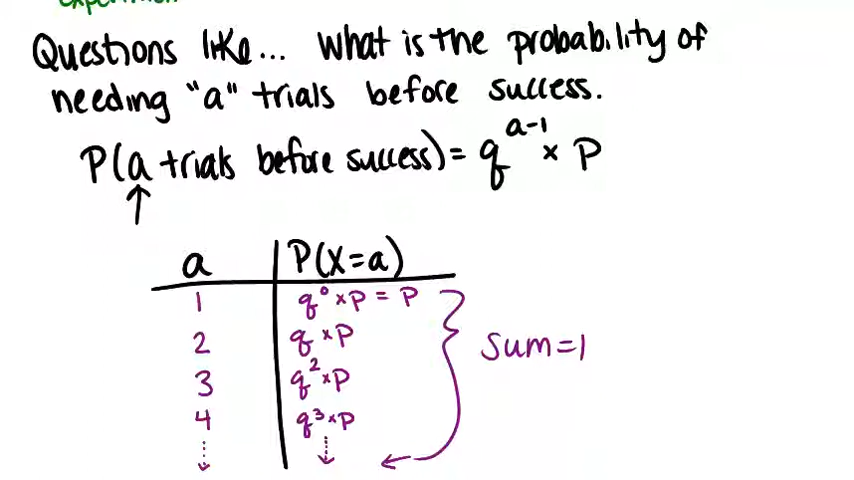 experiment
Questions like... What is the probability of
needing "a" trials before success.
P(a trials before success) = q^(a-1) × P
a P(X=a)
1 q^0 × P = P
2 q × P
3 q^2 × P
4 q^3 × P
Sum = 1